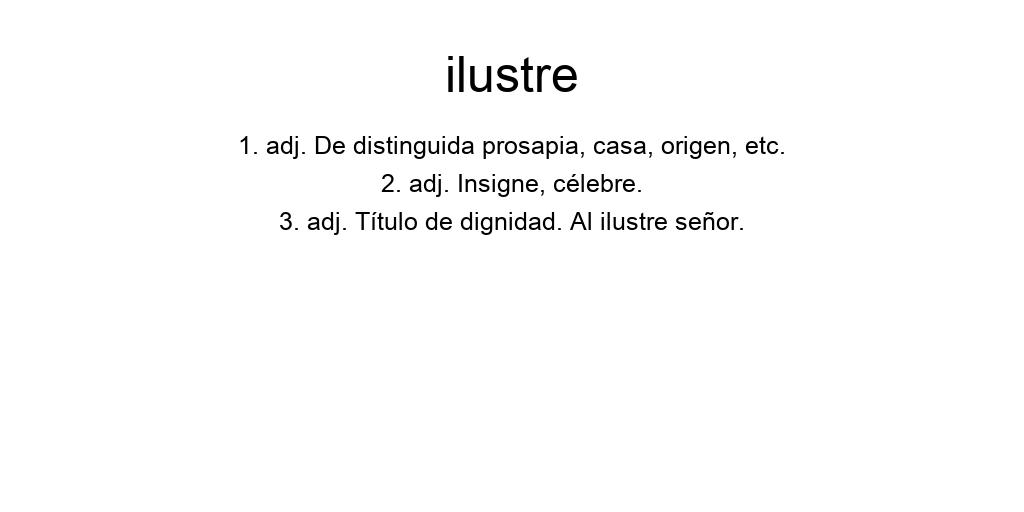 ilustre
1. adj. De distinguida prosapia, casa, origen, etc.
2. adj. Insigne, célebre.
3. adj. Título de dignidad. Al ilustre señor.